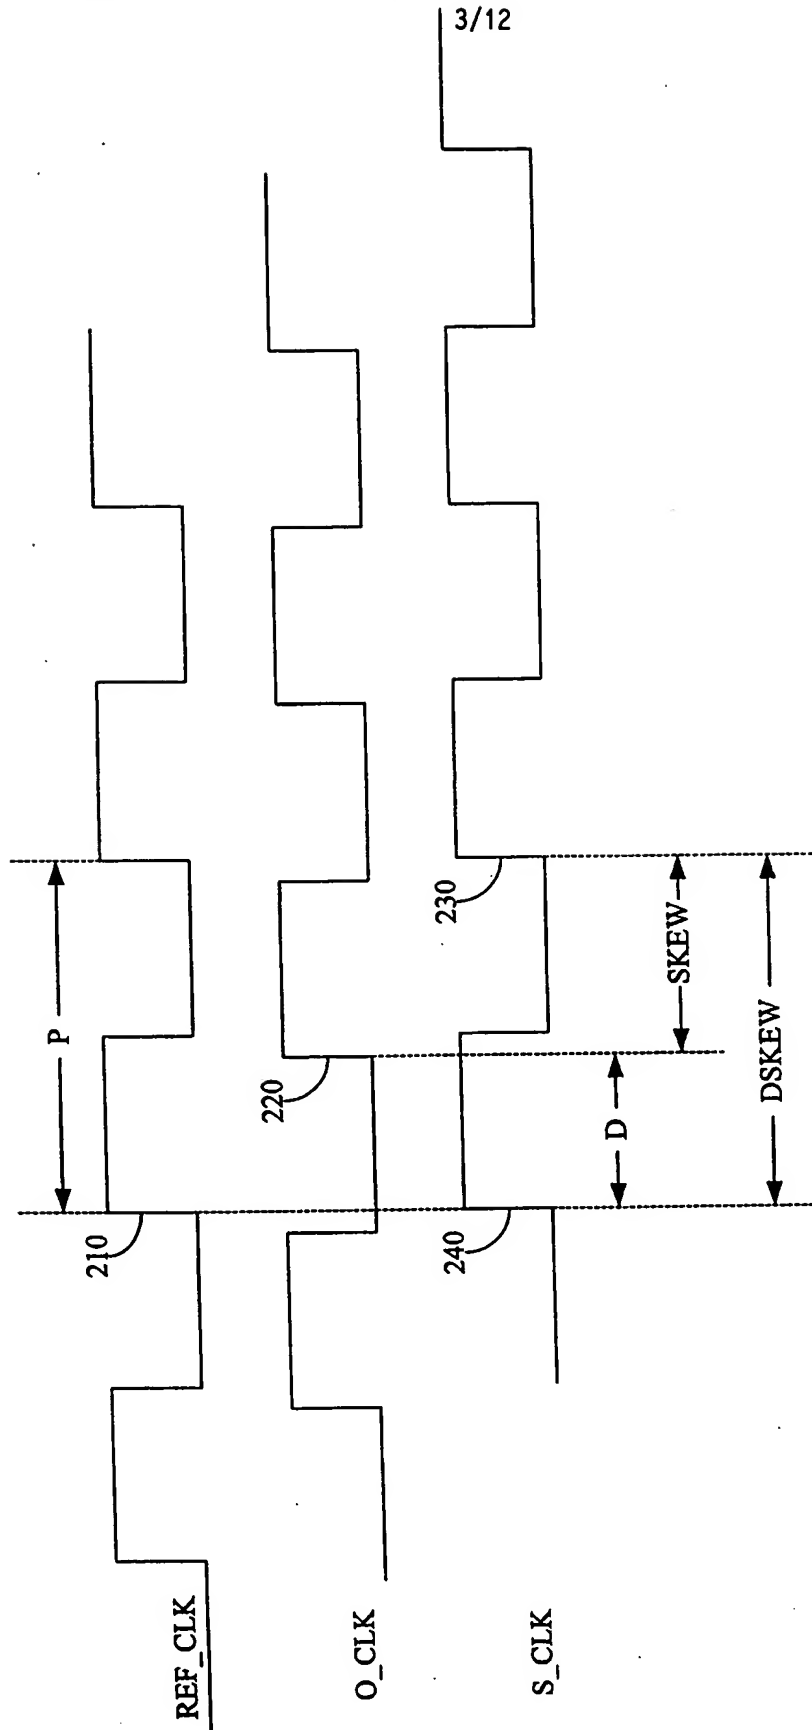 3/12
REF_CLK
O_CLK
S_CLK
P
210
220
230
240
D
SKEW
DSKEW